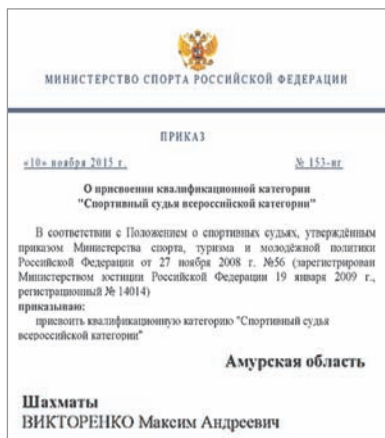 МИНИСТЕРСТВО СПОРТА РОССИЙСКОЙ ФЕДЕРАЦИИ
ПРИКАЗ
«10» ноября 2015 г. № 153-нг
О присвоении квалификационной категории
"Спортивный судья всероссийской категории"
В соответствии с Положением о спортивных судьях, утверждённым
приказом Министерства спорта, туризма и молодёжной политики
Российской Федерации от 27 ноября 2008 г. №56 (зарегистрирован
Министерством юстиции Российской Федерации 19 января 2009 г.,
регистрационный № 14014)
приказываю:
присвоить квалификационную категорию "Спортивный судья
всероссийской категории"
Амурская область
Шахматы
ВИКТОРЕНКО Максим Андреевич